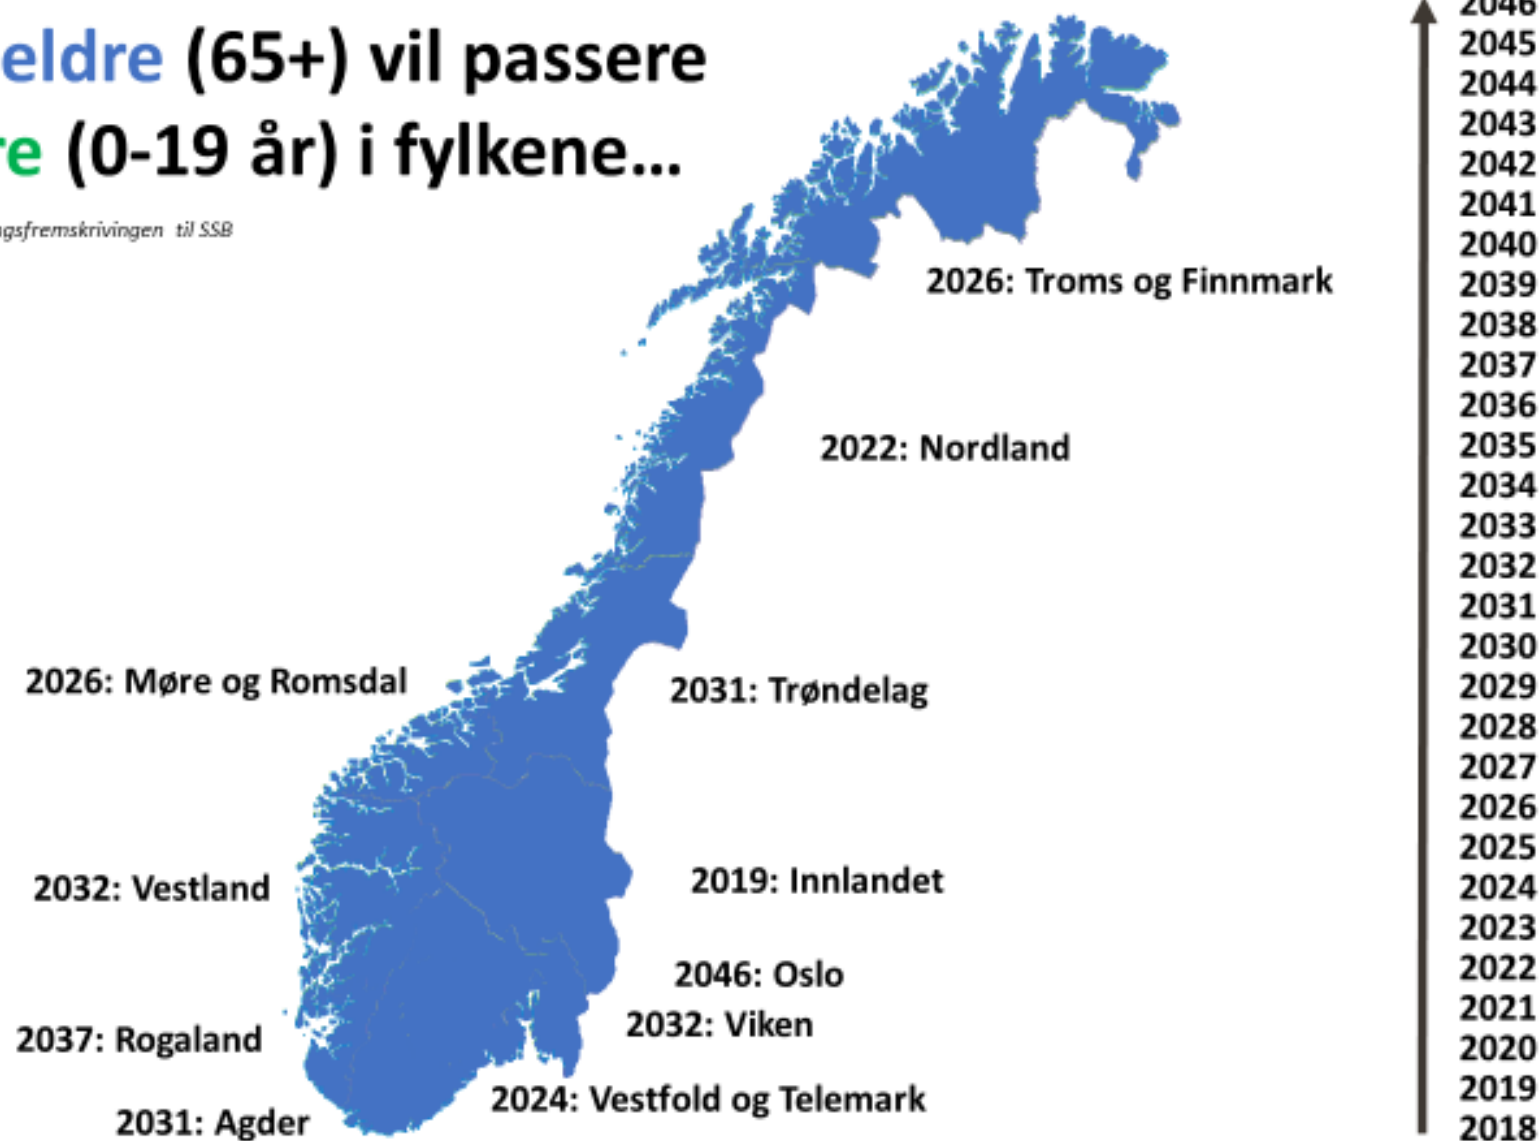 eldre (65+) vil passere
re (0-19 år) i fylkene...
gsfremskrivingen til SSB
2026: Troms og Finnmark
2022: Nordland
2026: Møre og Romsdal
2031: Trøndelag
2032: Vestland
2019: Innlandet
2046: Oslo
2032: Viken
2037: Rogaland
2024: Vestfold og Telemark
2031: Agder
2046
2045
2044
2043
2042
2041
2040
2039
2038
2037
2036
2035
2034
2033
2032
2031
2030
2029
2028
2027
2026
2025
2024
2023
2022
2021
2020
2019
2018